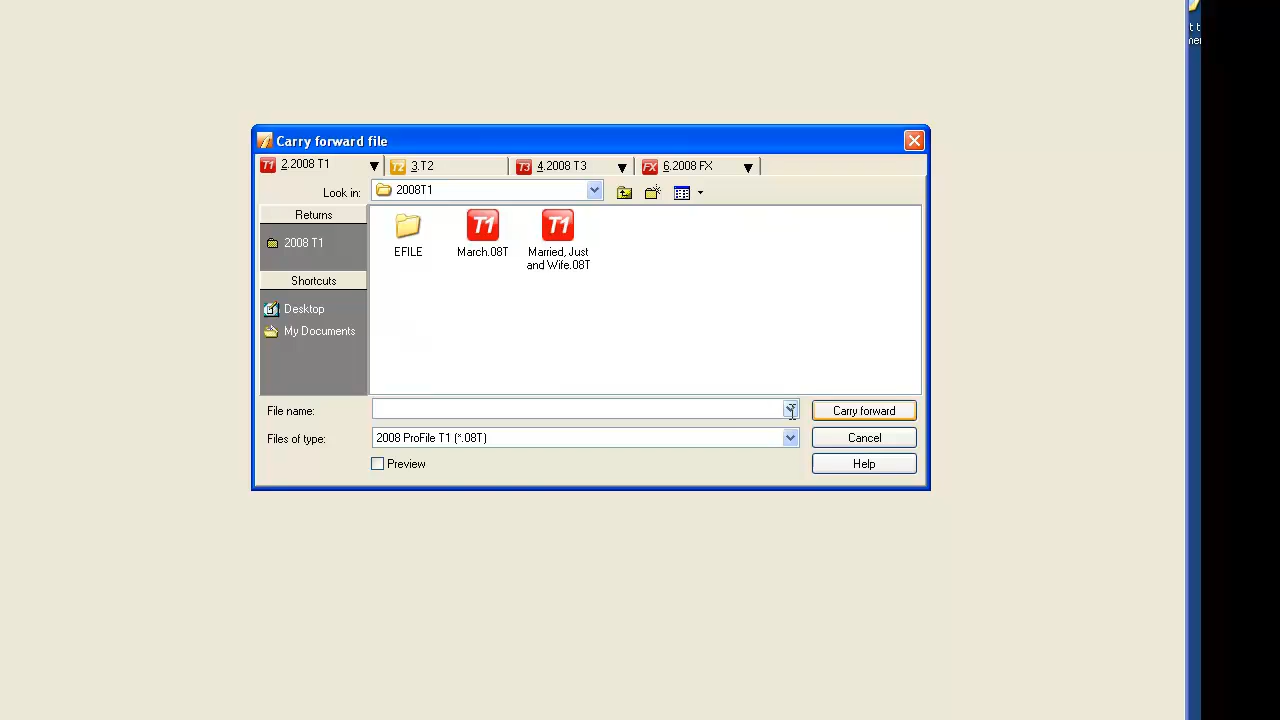 t t
ner
Carry forward file
T1 2.2008 T1
T2 3.T2
T3 4.2008 T3
FX 6.2008 FX
Look in: 2008T1
Returns
2008 T1
Shortcuts
Desktop
My Documents
EFILE
T1
March.08T
T1
Married, Just
and Wife.08T
File name:
Carry forward
Files of type: 2008 ProFile T1 (*.08T)
Cancel
Preview
Help